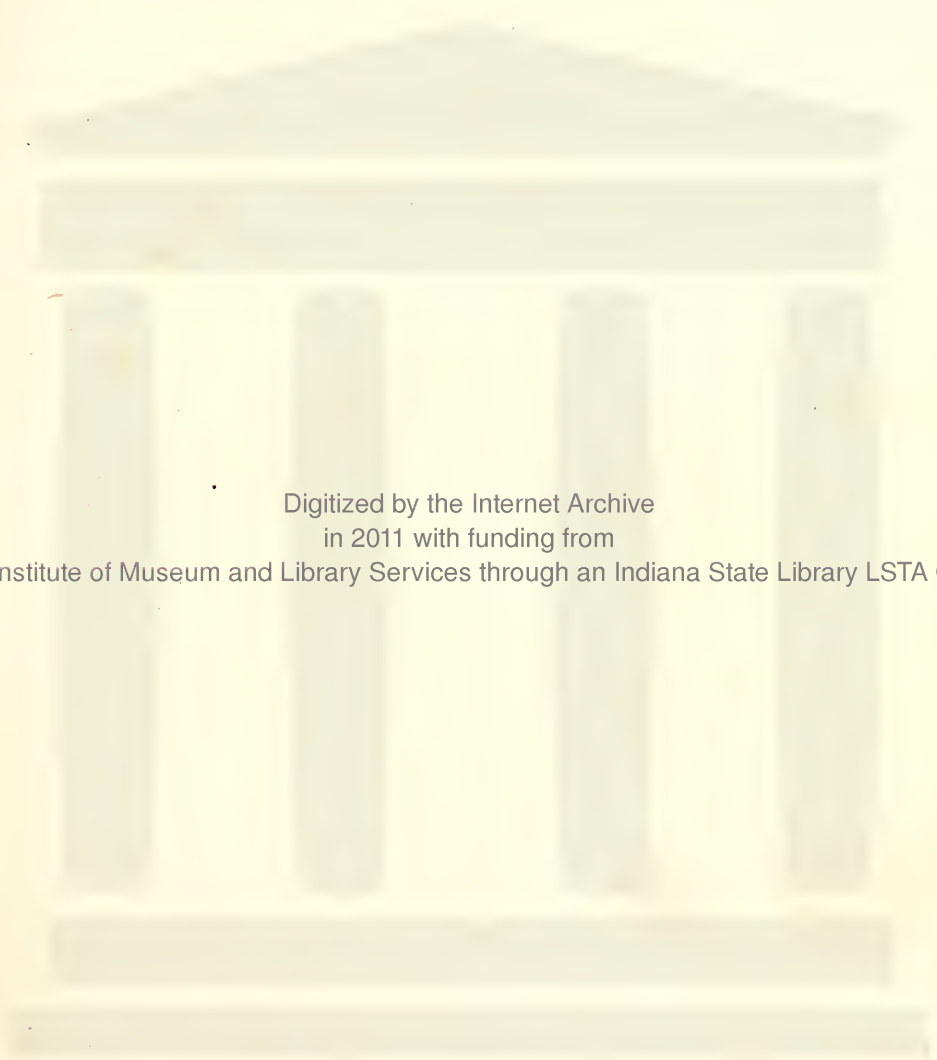 Digitized by the Internet Archive
in 2011 with funding from
nstitute of Museum and Library Services through an Indiana State Library LSTA